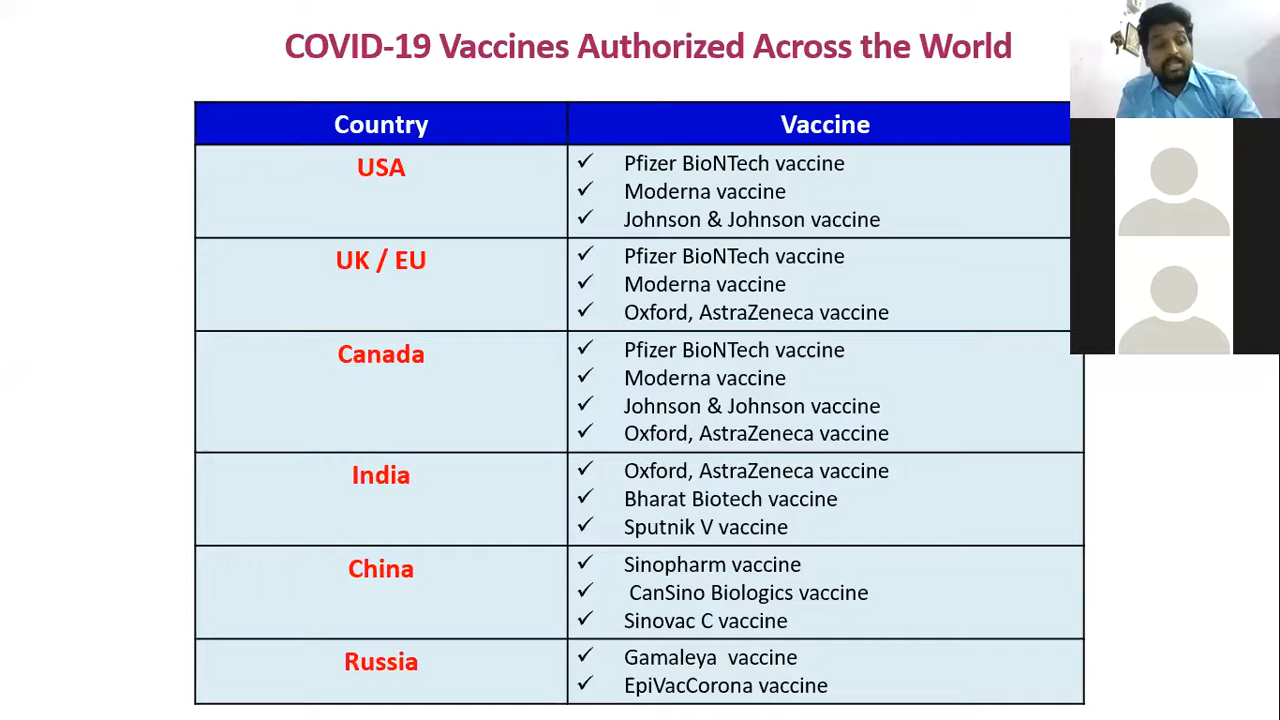 COVID-19 Vaccines Authorized Across the World
Country
Vaccine
USA
✓ Pfizer BioNTech vaccine
✓ Moderna vaccine
✓ Johnson & Johnson vaccine
UK / EU
✓ Pfizer BioNTech vaccine
✓ Moderna vaccine
✓ Oxford, AstraZeneca vaccine
Canada
✓ Pfizer BioNTech vaccine
✓ Moderna vaccine
✓ Johnson & Johnson vaccine
✓ Oxford, AstraZeneca vaccine
India
✓ Oxford, AstraZeneca vaccine
✓ Bharat Biotech vaccine
✓ Sputnik V vaccine
China
✓ Sinopharm vaccine
✓ CanSino Biologics vaccine
✓ Sinovac C vaccine
Russia
✓ Gamaleya vaccine
✓ EpiVacCorona vaccine